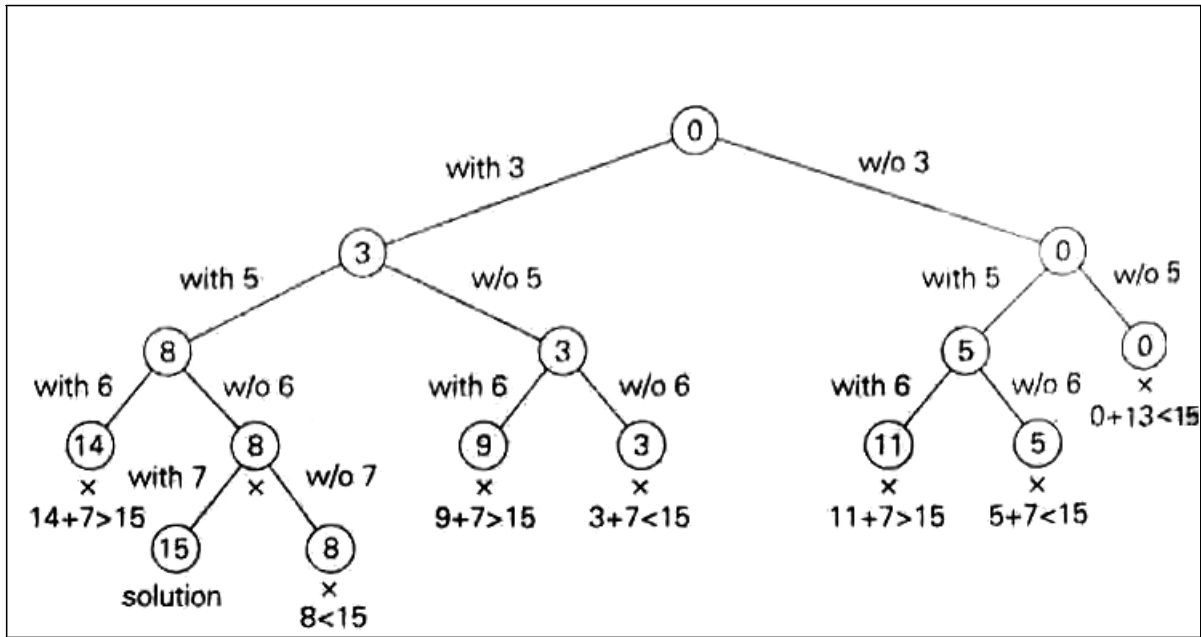 0
with 3
w/o 3
3
0
with 5
w/o 5
with 5
w/o 5
8
3
5
0
with 6
w/o 6
with 6
w/o 6
with 6
w/o 6
×
0+13<15
14
8
9
3
11
5
×
with 7
×
w/o 7
×
×
×
×
14+7>15
9+7>15
3+7<15
11+7>15
5+7<15
15
8
solution
×
8<15